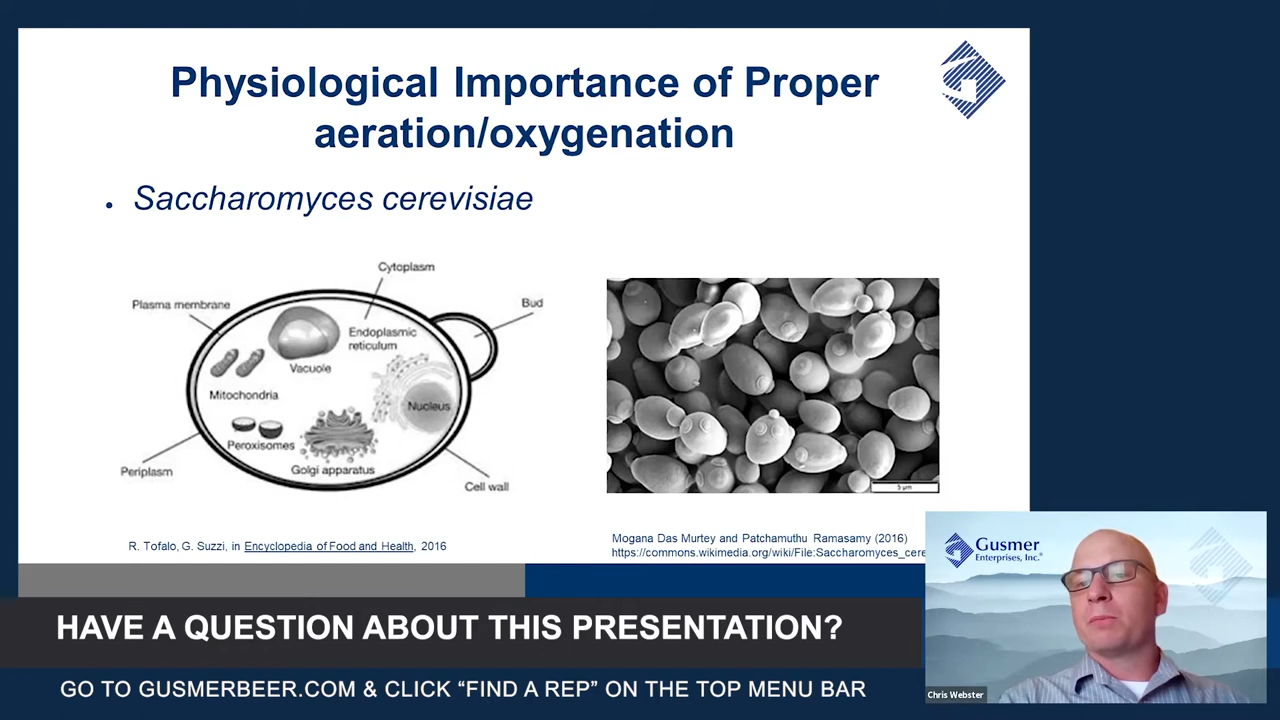 Physiological Importance of Proper
aeration/oxygenation
• Saccharomyces cerevisiae
Cytoplasm
Plasma membrane
Bud
Endoplasmic
reticulum
Vacuole
Mitochondria
Nucleus
Peroxisomes
Periplasm
Golgi apparatus
Cell wall
5 μm
R. Tofalo, G. Suzzi, in Encyclopedia of Food and Health, 2016
Mogana Das Murtey and Patchamuthu Ramasamy (2016)
https://commons.wikimedia.org/wiki/File:Saccharomyces_cere
Gusmer
Enterprises, Inc.®
Chris Webster
HAVE A QUESTION ABOUT THIS PRESENTATION?
GO TO GUSMERBEER.COM & CLICK “FIND A REP” ON THE TOP MENU BAR